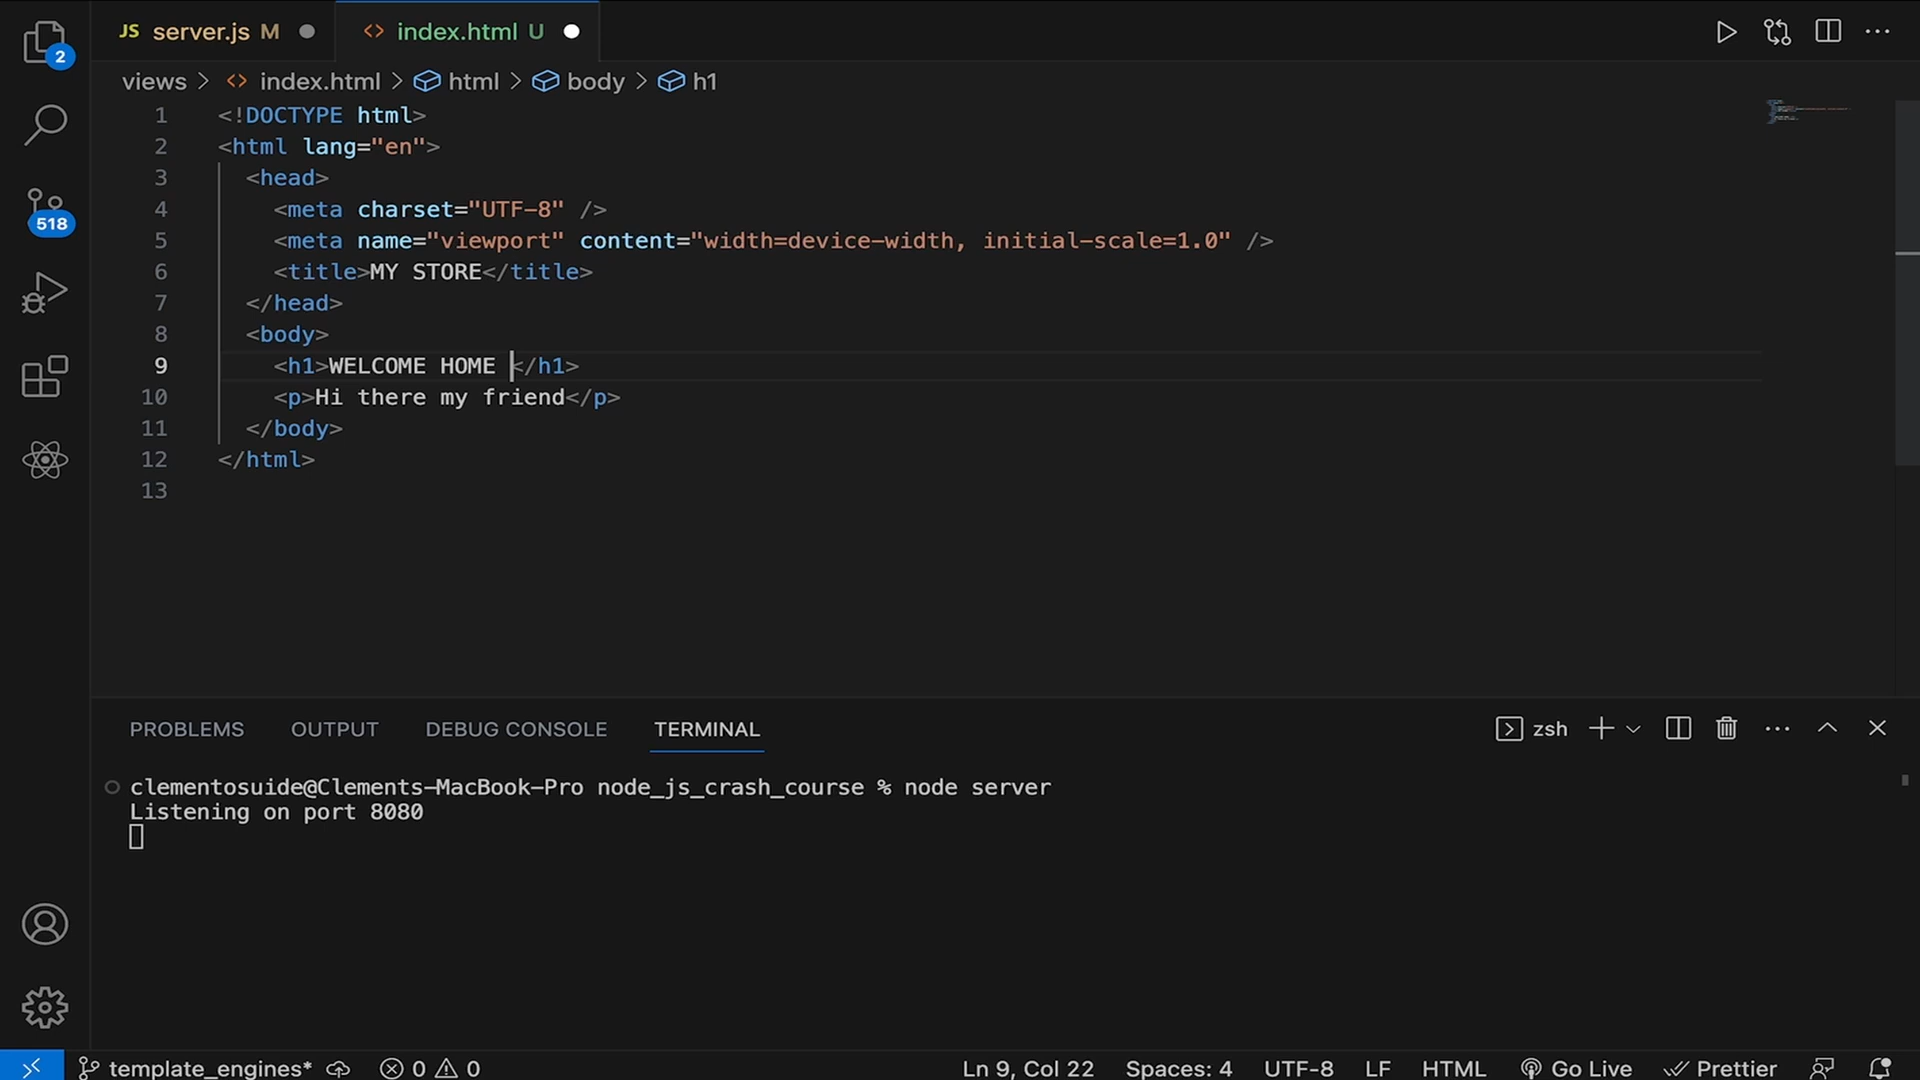 JS server.js M
index.html U
2
518
views > index.html > html > body > h1
1 <!DOCTYPE html>
2 <html lang="en">
3 <head>
4 <meta charset="UTF-8" />
5 <meta name="viewport" content="width=device-width, initial-scale=1.0" />
6 <title>MY STORE</title>
7 </head>
8 <body>
9 <h1>WELCOME HOME </h1>
10 <p>Hi there my friend</p>
11 </body>
12 </html>
13
PROBLEMS OUTPUT DEBUG CONSOLE TERMINAL
zsh
clementosuide@Clements-MacBook-Pro node_js_crash_course % node server
Listening on port 8080
template_engines* 0 0 Ln 9, Col 22 Spaces: 4 UTF-8 LF HTML Go Live Prettier